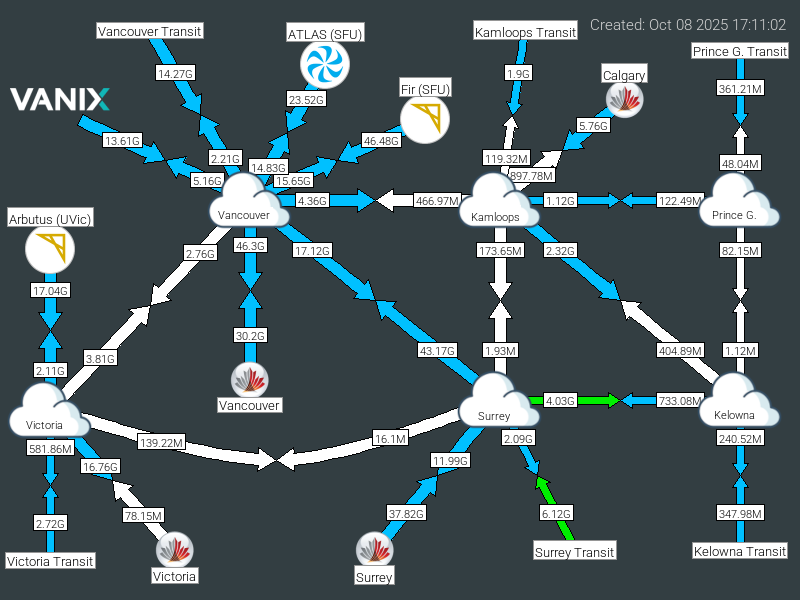 Created: Oct 08 2025 17:11:02
Vancouver Transit
ATLAS (SFU)
Kamloops Transit
Prince G. Transit
14.27G
1.9G
Calgary
Fir (SFU)
361.21M
VANIX
23.52G
5.76G
13.61G
46.48G
2.21G
119.32M
48.04M
14.83G
897.78M
5.16G
15.65G
4.36G
466.97M
1.12G
122.49M
Vancouver
Kamloops
Prince G.
Arbutus (UVic)
2.76G
46.3G
17.12G
173.65M
2.32G
82.15M
17.04G
30.2G
3.81G
43.17G
1.93M
404.89M
1.12M
2.11G
Vancouver
4.03G
733.08M
Victoria
Surrey
Kelowna
139.22M
16.1M
2.09G
240.52M
581.86M
16.76G
11.99G
2.72G
78.15M
37.82G
6.12G
347.98M
Victoria Transit
Victoria
Surrey
Surrey Transit
Kelowna Transit